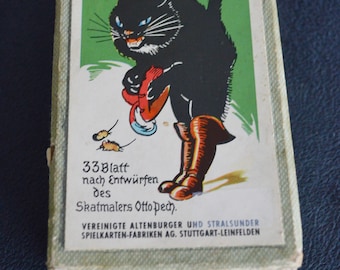 33 Blatt
nach Entwürfen
des
Skatmalers Otto Pech.
VEREINIGTE ALTENBURGER UND STRALSUNDER
SPIELKARTEN-FABRIKEN AG. STUTTGART-LEINFELDEN